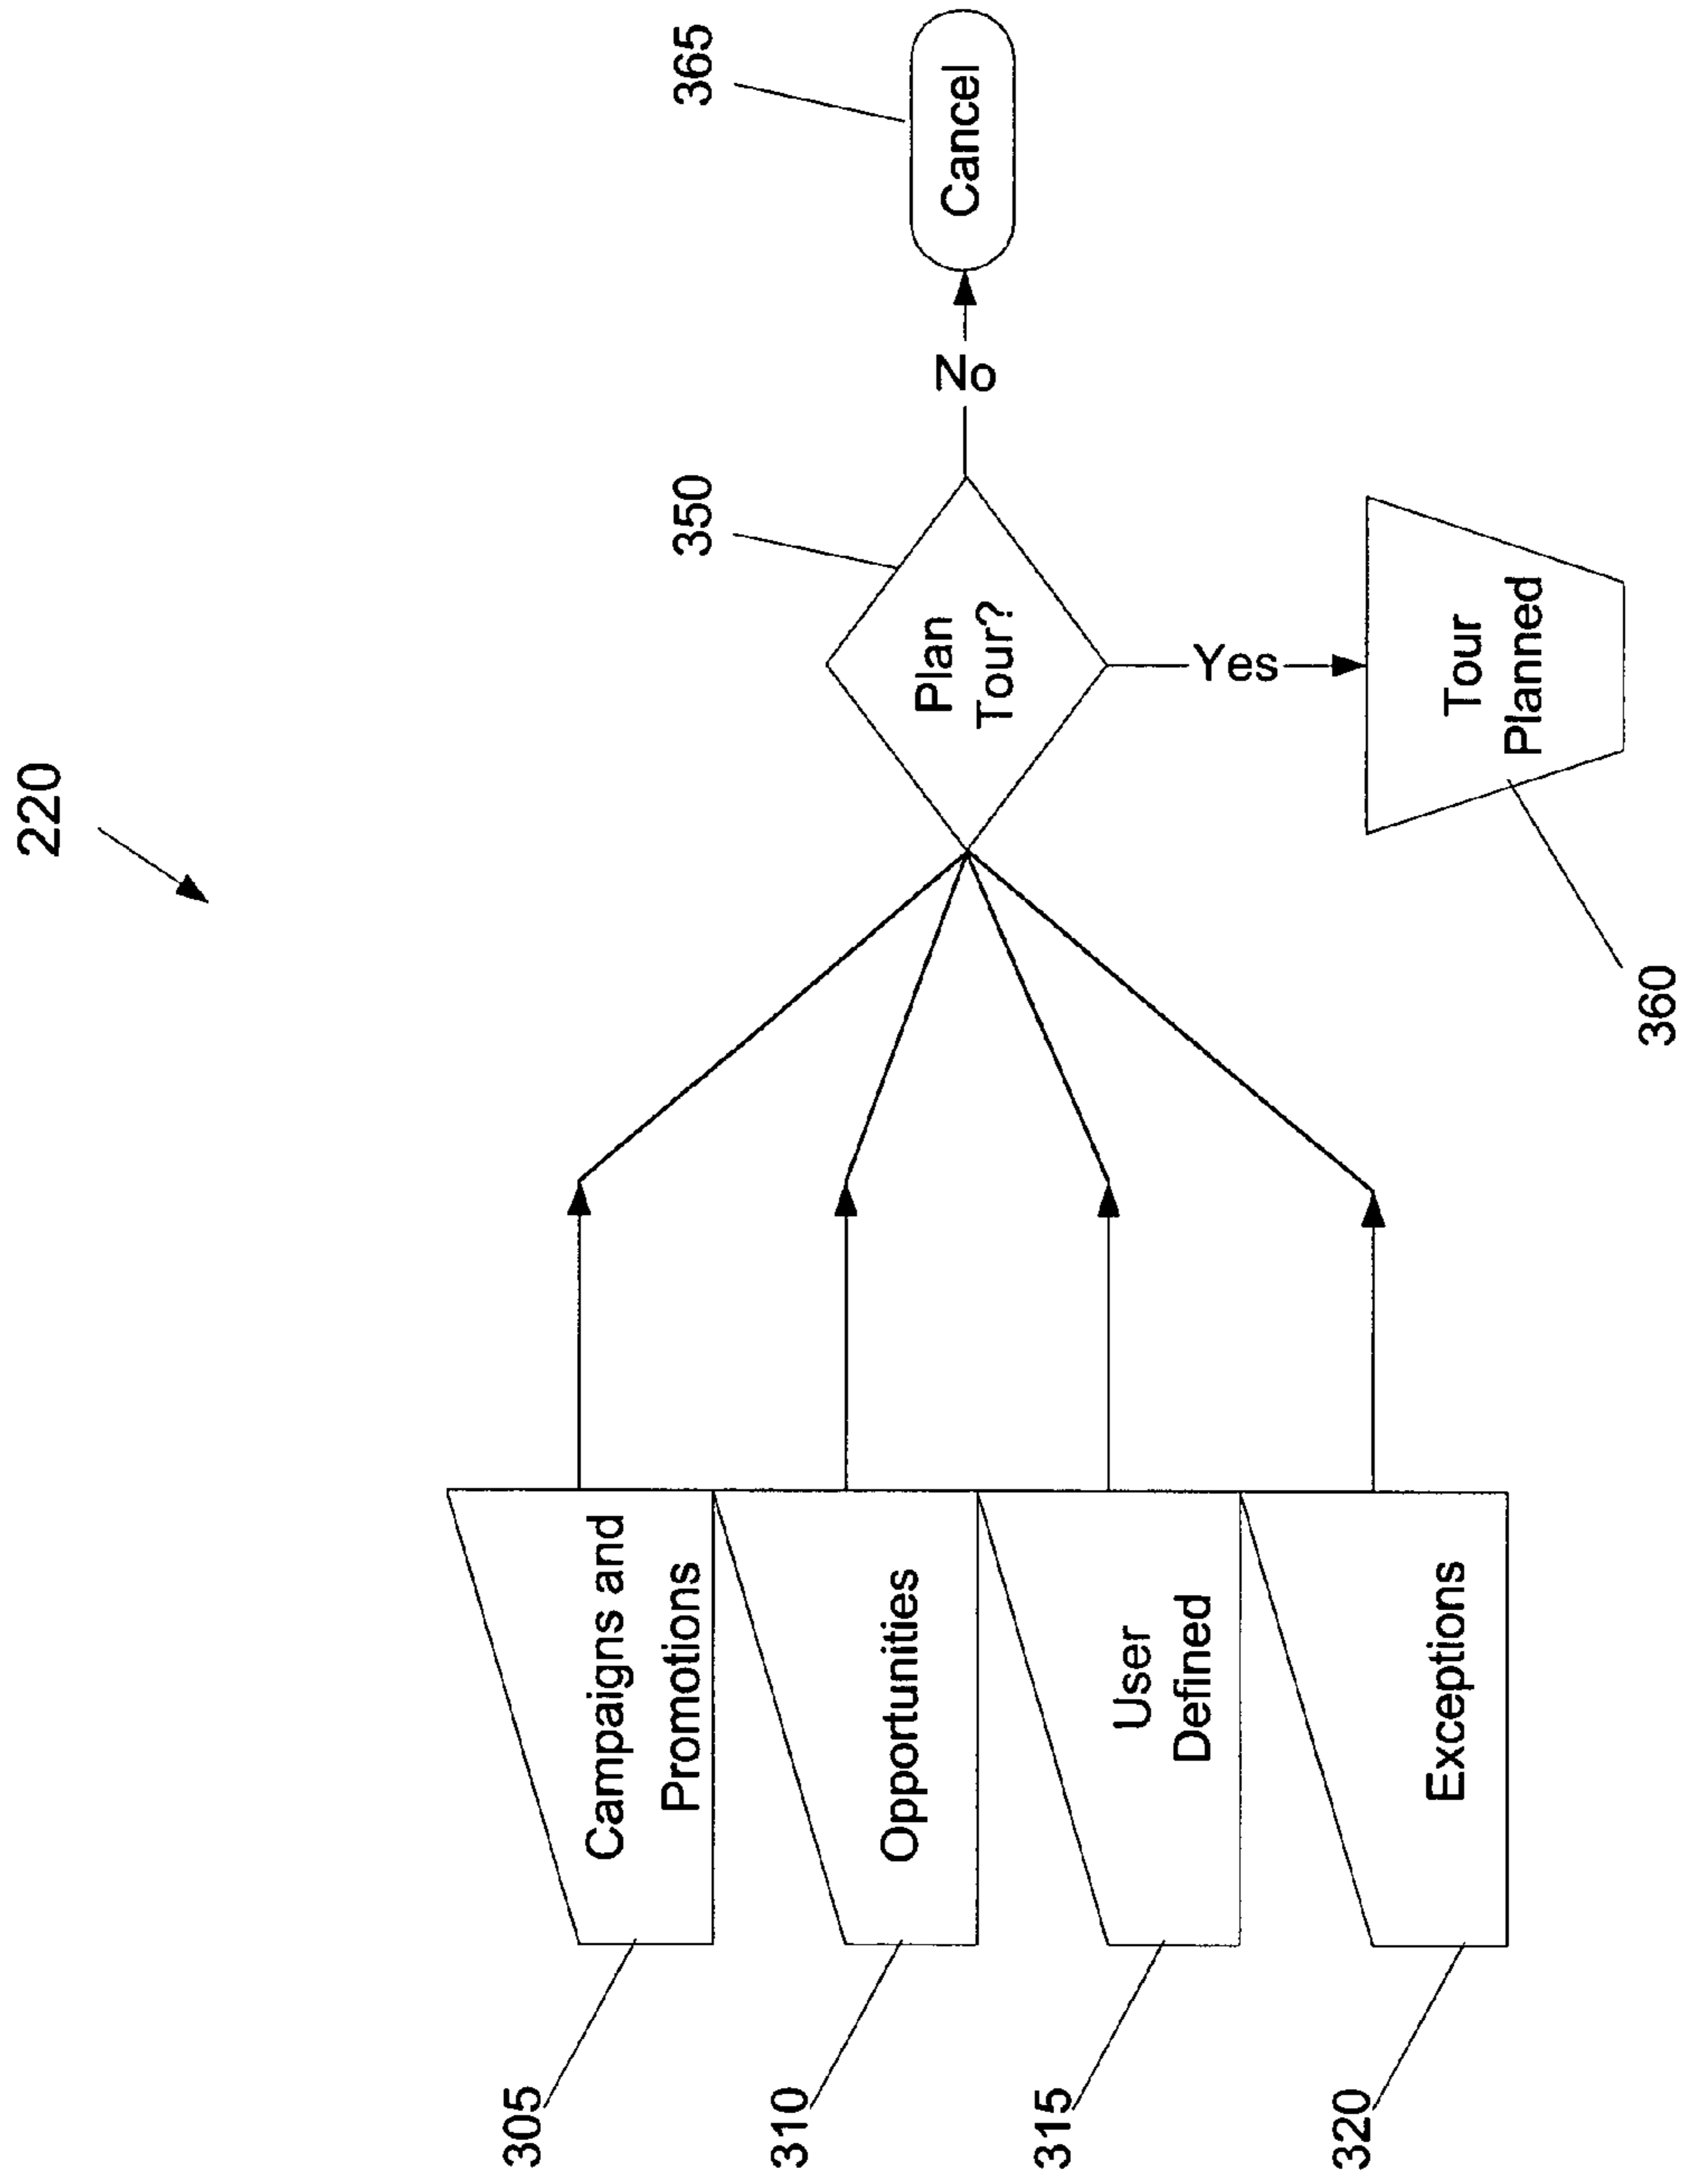 220
305
Campaigns and
Promotions
310
Opportunities
315
User
Defined
320
Exceptions
350
Plan
Tour?
No
365
Cancel
Yes
Tour
Planned
360